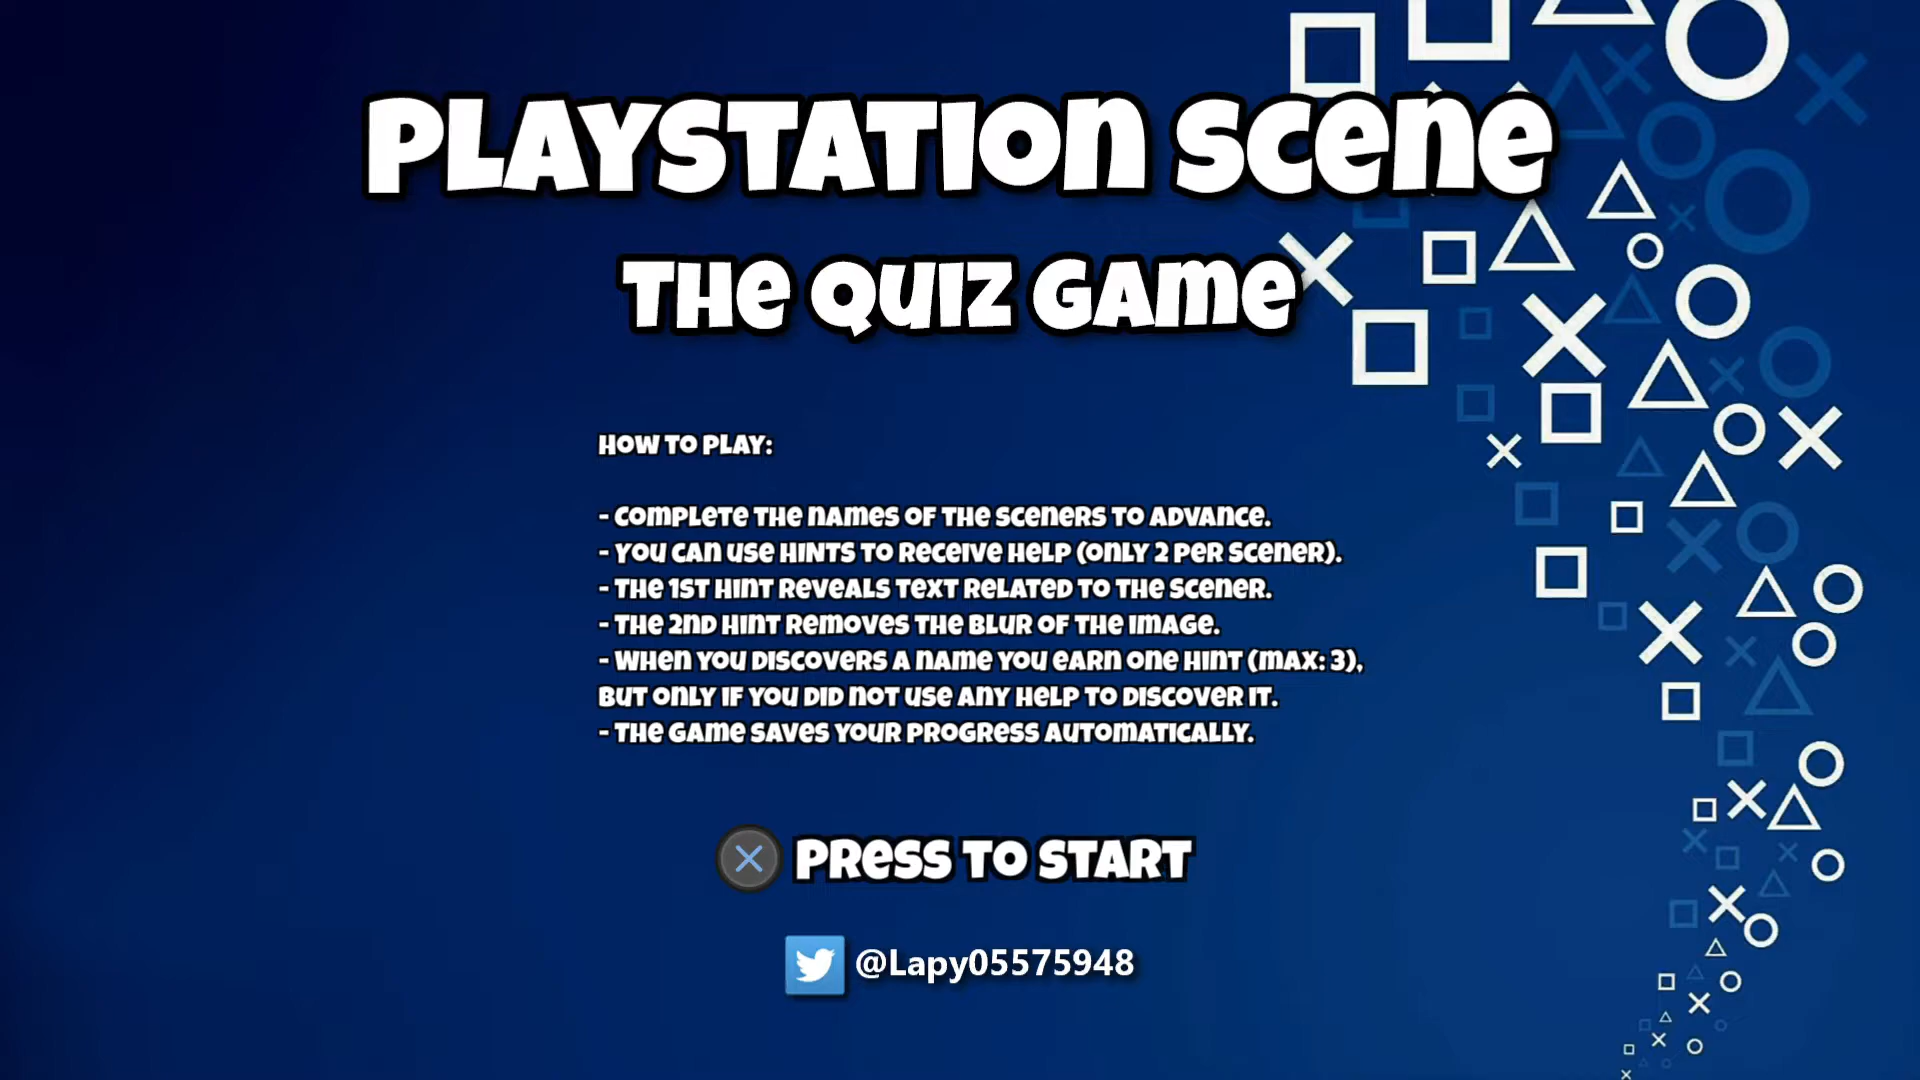 PLAYSTATION SCENE
THE QUIZ GAME
HOW TO PLAY:
- COMPLETE THE NAMES OF THE SCENERS TO ADVANCE.
- YOU CAN USE HINTS TO RECEIVE HELP (ONLY 2 PER SCENER).
- THE 1ST HINT REVEALS TEXT RELATED TO THE SCENER.
- THE 2ND HINT REMOVES THE BLUR OF THE IMAGE.
- WHEN YOU DISCOVERS A NAME YOU EARN ONE HINT (MAX: 3),
BUT ONLY IF YOU DID NOT USE ANY HELP TO DISCOVER IT.
- THE GAME SAVES YOUR PROGRESS AUTOMATICALLY.
PRESS TO START
@Lapy05575948